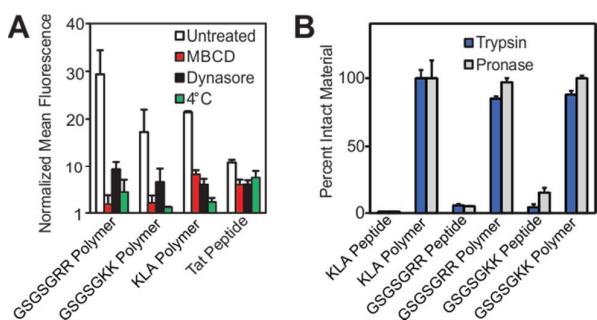 A
Normalized Mean Fluorescence
40
30
20
10
1
Untreated
MBCD
Dynasore
4°C
GSGSGRR Polymer
GSGSGKK Polymer
KLA Polymer
Tat Peptide
B
Percent Intact Material
100
50
0
Trypsin
Pronase
KLA Peptide
KLA Polymer
GSGSGRR Peptide
GSGSGRR Polymer
GSGSGKK Peptide
GSGSGKK Polymer